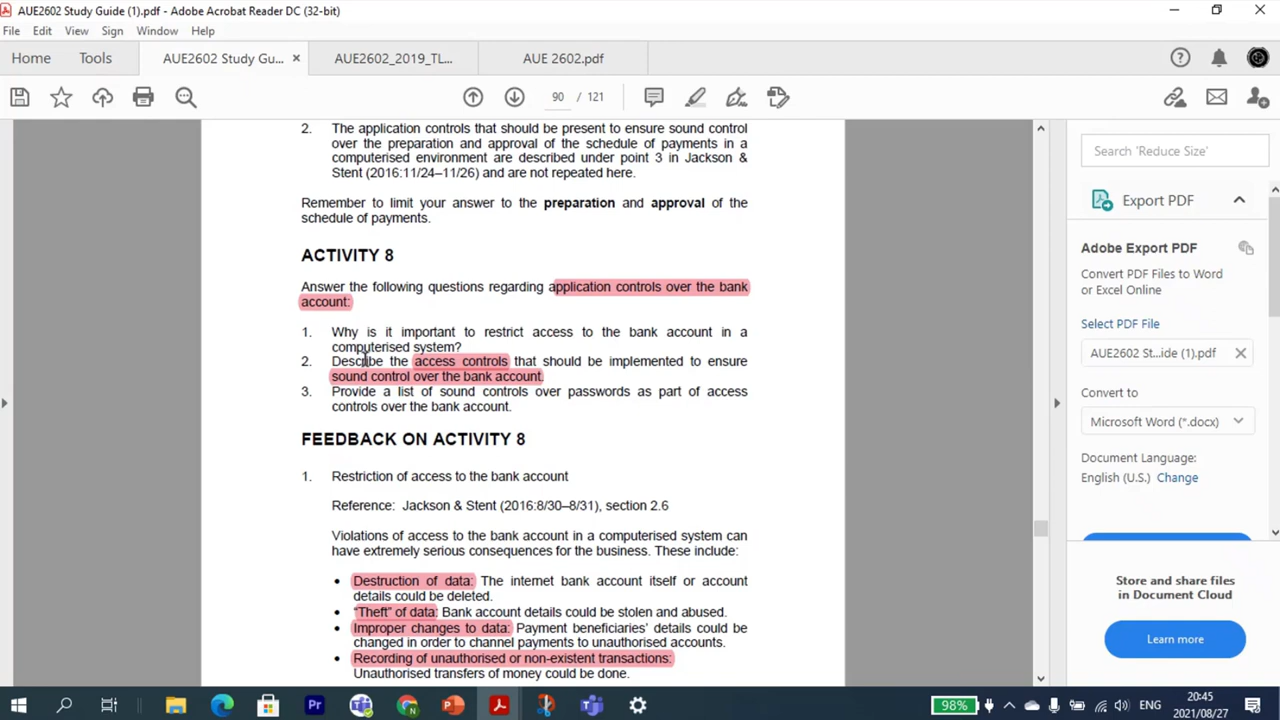 AUE2602 Study Guide (1).pdf - Adobe Acrobat Reader DC (32-bit)
File Edit View Sign Window Help
Home Tools AUE2602 Study Gu... × AUE2602_2019_TL... AUE 2602.pdf
90 / 121
2. The application controls that should be present to ensure sound control
over the preparation and approval of the schedule of payments in a
computerised environment are described under point 3 in Jackson &
Stent (2016:11/24–11/26) and are not repeated here.
Remember to limit your answer to the preparation and approval of the
schedule of payments.
ACTIVITY 8
Answer the following questions regarding application controls over the bank
account:
1. Why is it important to restrict access to the bank account in a
computerised system?
2. Describe the access controls that should be implemented to ensure
sound control over the bank account.
3. Provide a list of sound controls over passwords as part of access
controls over the bank account.
FEEDBACK ON ACTIVITY 8
1. Restriction of access to the bank account
Reference: Jackson & Stent (2016:8/30–8/31), section 2.6
Violations of access to the bank account in a computerised system can
have extremely serious consequences for the business. These include:
• Destruction of data: The internet bank account itself or account
details could be deleted.
• "Theft" of data: Bank account details could be stolen and abused.
• Improper changes to data: Payment beneficiaries' details could be
changed in order to channel payments to unauthorised accounts.
• Recording of unauthorised or non-existent transactions:
Unauthorised transfers of money could be done.
Search 'Reduce Size'
Export PDF
Adobe Export PDF
Convert PDF Files to Word
or Excel Online
Select PDF File
AUE2602 St...ide (1).pdf
Convert to
Microsoft Word (*.docx)
Document Language:
English (U.S.) Change
Store and share files
in Document Cloud
Learn more
Pr
98%
ENG
20:45
2021/08/27